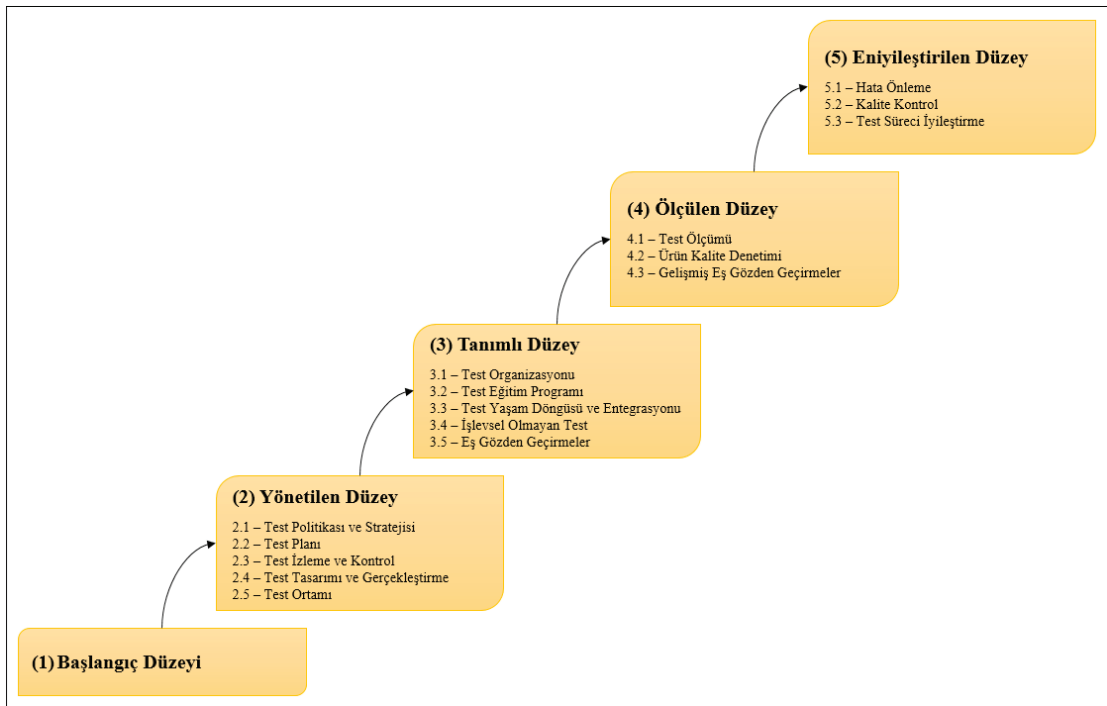 (5) Eniyileştirilen Düzey
5.1 – Hata Önleme
5.2 – Kalite Kontrol
5.3 – Test Süreci İyileştirme
(4) Ölçülen Düzey
4.1 – Test Ölçümü
4.2 – Ürün Kalite Denetimi
4.3 – Gelişmiş Eş Gözden Geçirmeler
(3) Tanımlı Düzey
3.1 – Test Organizasyonu
3.2 – Test Eğitim Programı
3.3 – Test Yaşam Döngüsü ve Entegrasyonu
3.4 – İşlevsel Olmayan Test
3.5 – Eş Gözden Geçirmeler
(2) Yönetilen Düzey
2.1 – Test Politikası ve Stratejisi
2.2 – Test Planı
2.3 – Test İzleme ve Kontrol
2.4 – Test Tasarımı ve Gerçekleştirme
2.5 – Test Ortamı
(1) Başlangıç Düzeyi